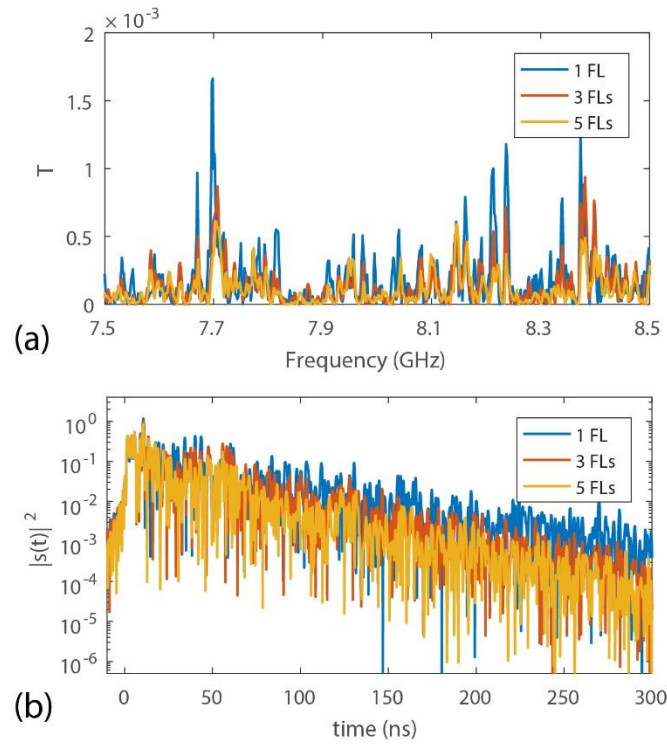 × 10⁻³
2
1.5
1
0.5
0
T
1 FL
3 FLs
5 FLs
7.5 7.7 7.9 8.1 8.3 8.5
Frequency (GHz)
(a)
10⁰
10⁻¹
10⁻²
10⁻³
10⁻⁴
10⁻⁵
10⁻⁶
|s(t)| ²
1 FL
3 FLs
5 FLs
0 50 100 150 200 250 300
time (ns)
(b)